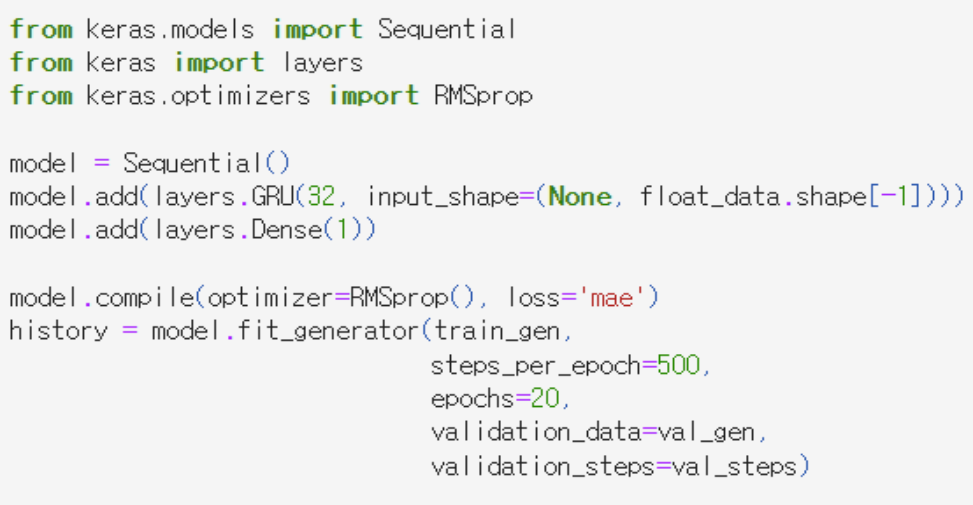 from keras.models import Sequential
from keras import layers
from keras.optimizers import RMSprop

model = Sequential()
model.add(layers.GRU(32, input_shape=(None, float_data.shape[-1])))
model.add(layers.Dense(1))

model.compile(optimizer=RMSprop(), loss='mae')
history = model.fit_generator(train_gen,
                              steps_per_epoch=500,
                              epochs=20,
                              validation_data=val_gen,
                              validation_steps=val_steps)